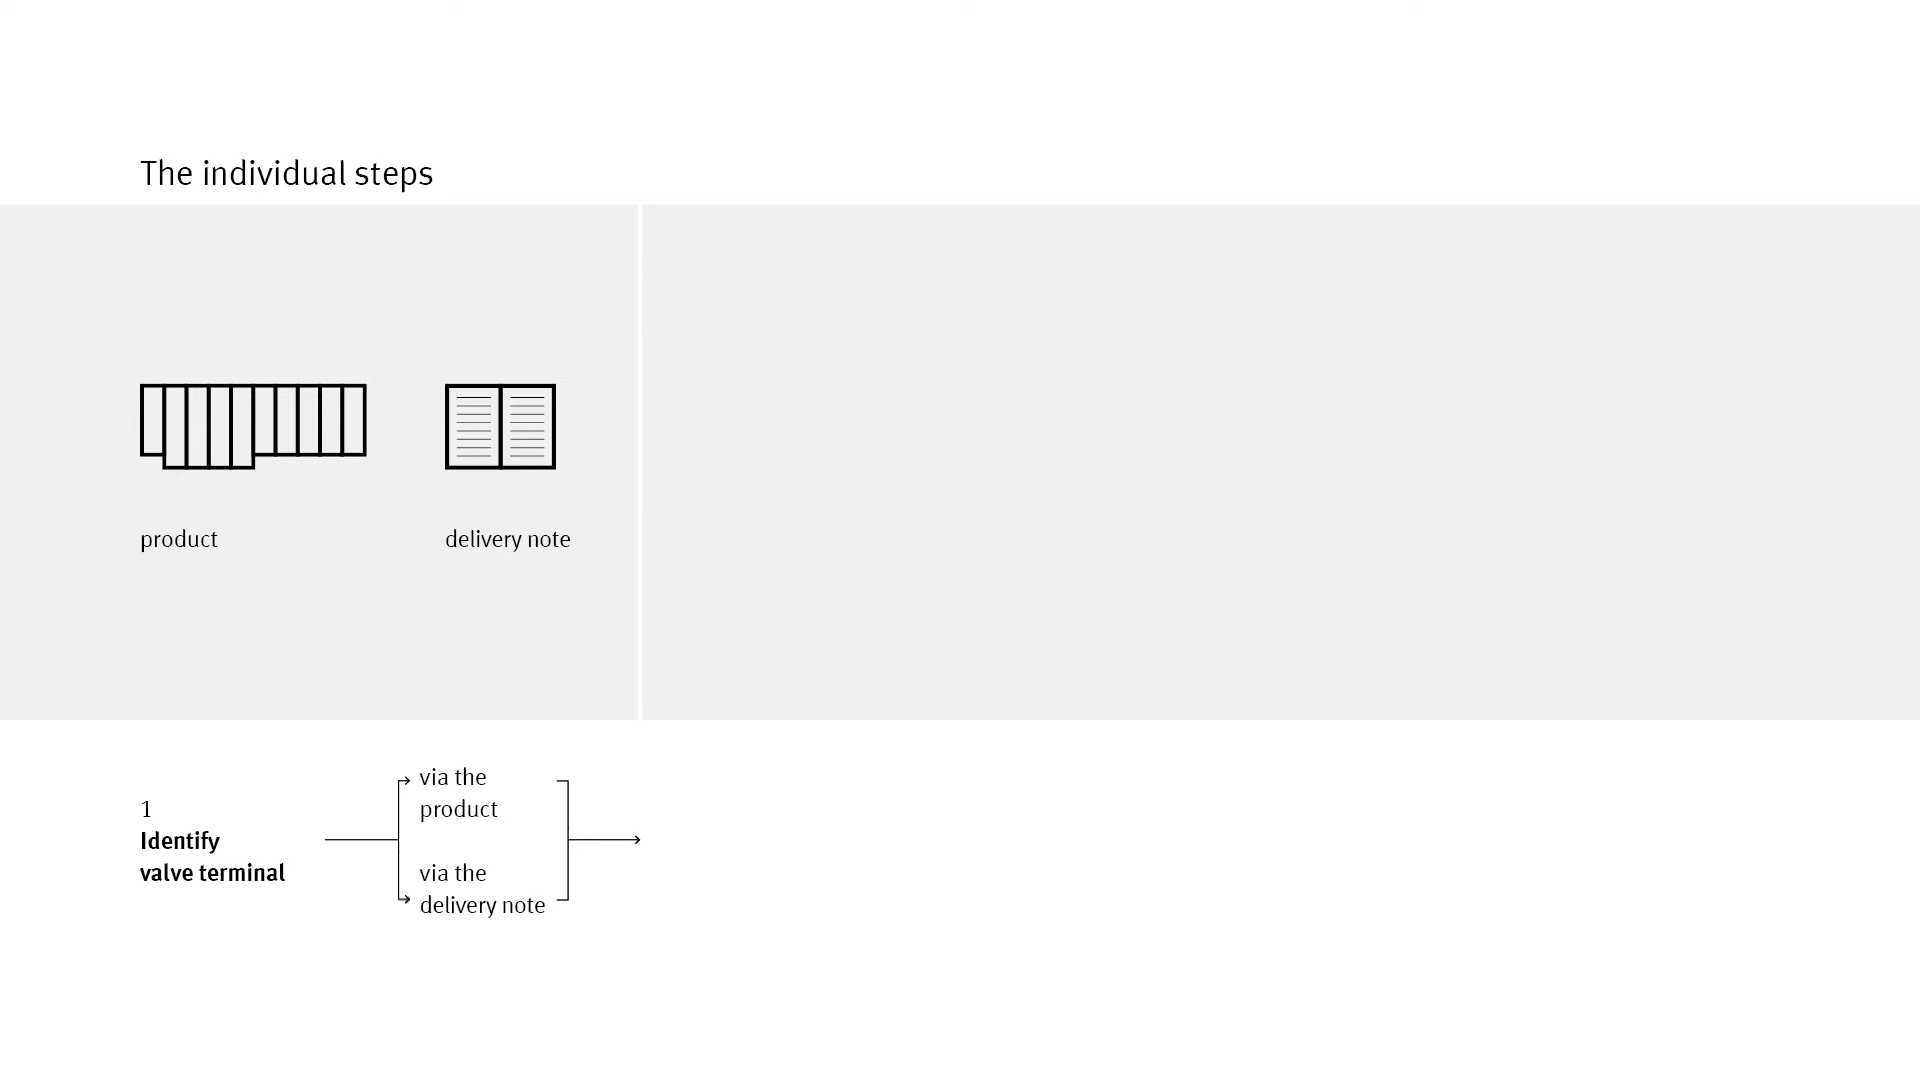 The individual steps
product
delivery note
1
Identify
valve terminal
via the
product
via the
delivery note